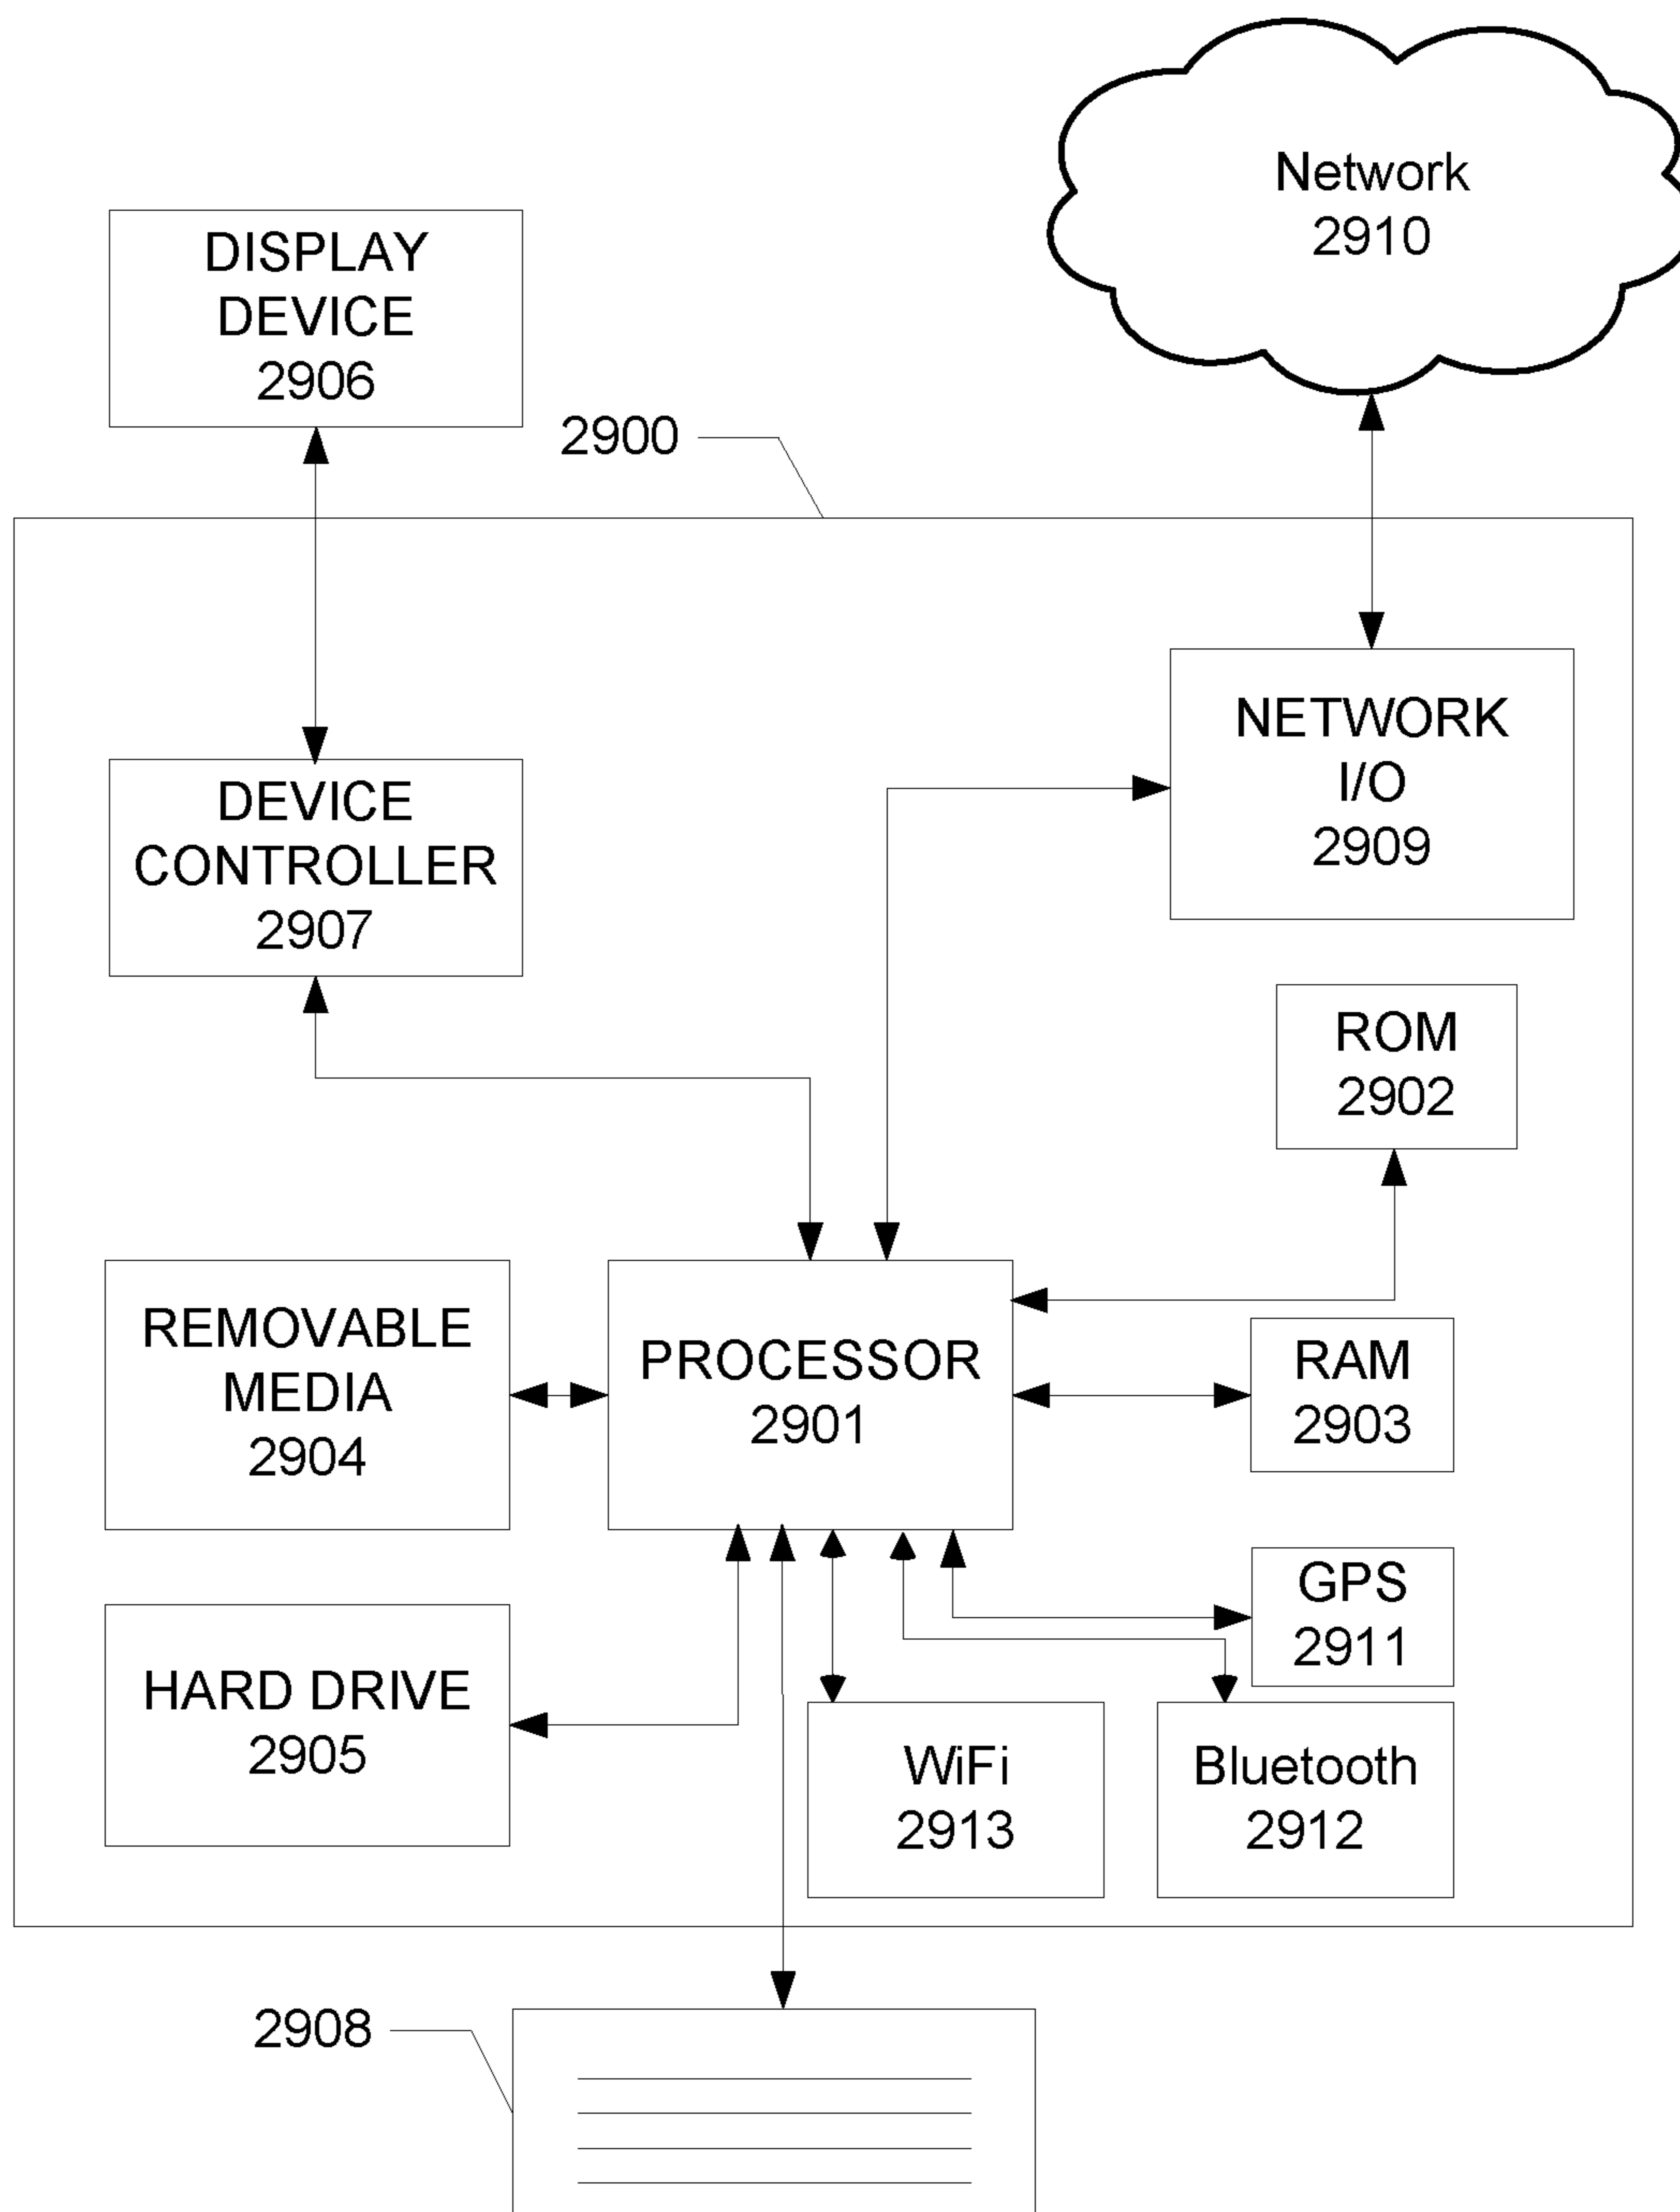 Network
2910
DISPLAY
DEVICE
2906
2900
NETWORK
I/O
2909
DEVICE
CONTROLLER
2907
ROM
2902
REMOVABLE
MEDIA
2904
PROCESSOR
2901
RAM
2903
GPS
2911
HARD DRIVE
2905
WiFi
2913
Bluetooth
2912
2908